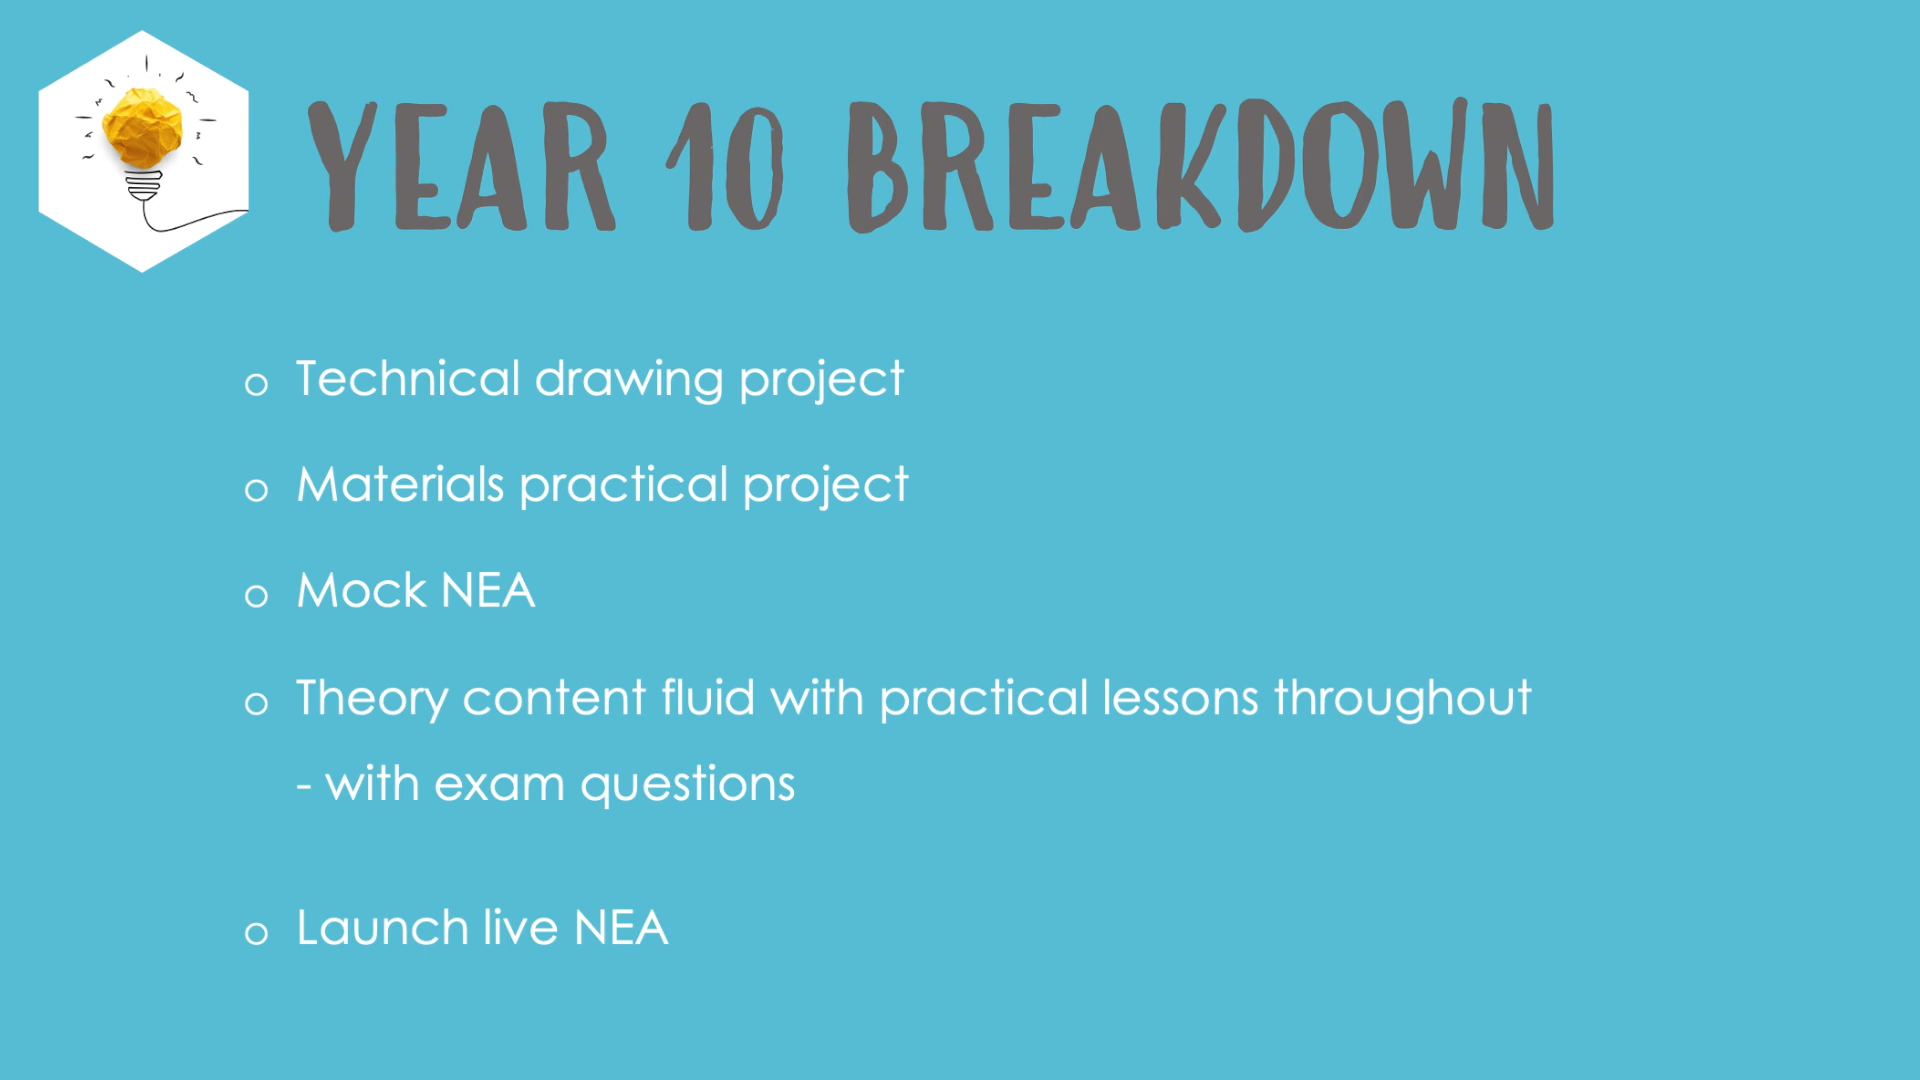 YEAR 10 BREAKDOWN
o Technical drawing project
o Materials practical project
o Mock NEA
o Theory content fluid with practical lessons throughout
- with exam questions
o Launch live NEA